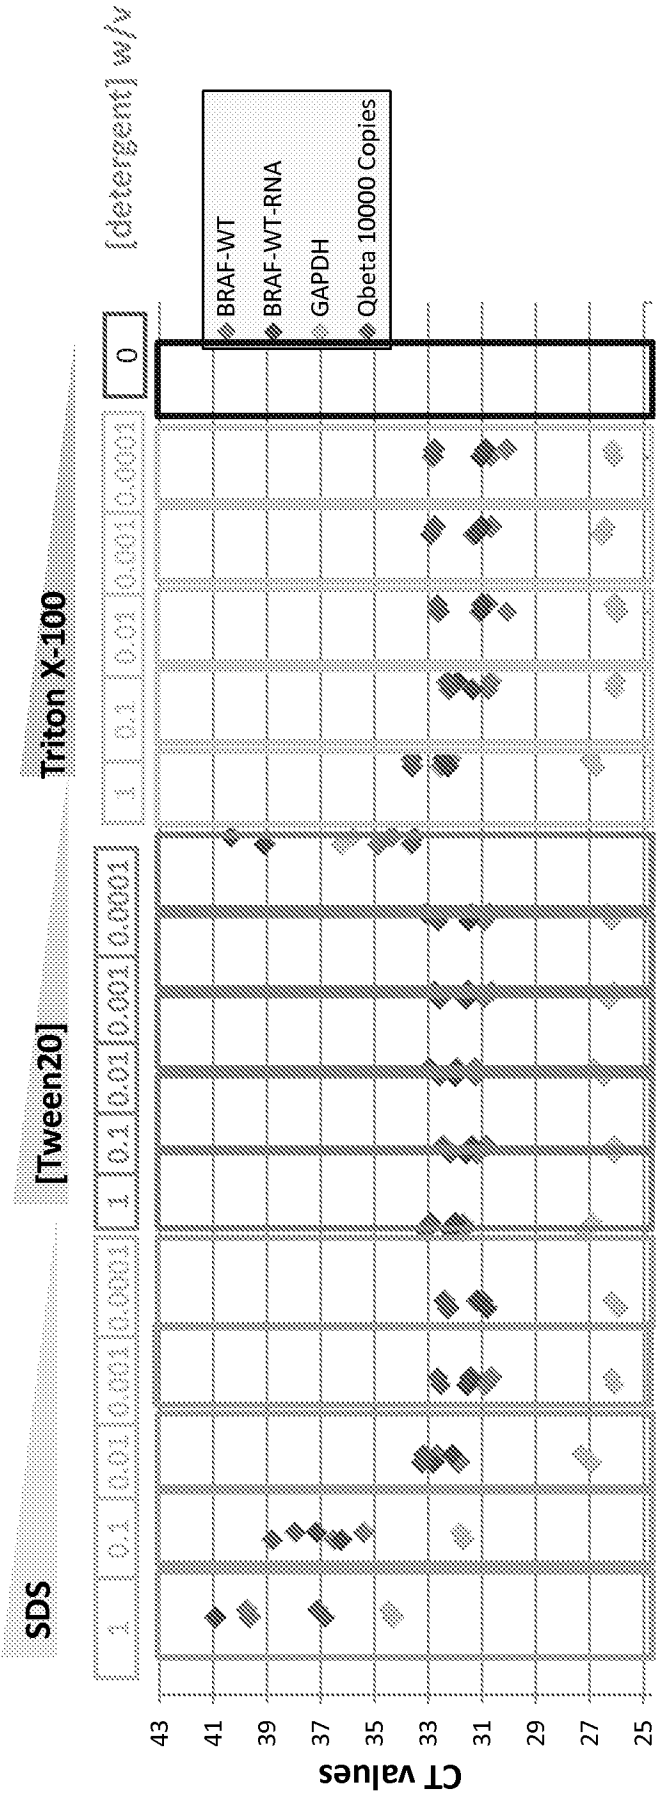 SDS
[Tween20]
Triton X-100
[detergent] w/v
1 0.1 0.01 0.001 0.0001
1 0.1 0.01 0.001 0.0001
1 0.1 0.01 0.001 0.0001
0
BRAF-WT
BRAF-WT-RNA
GAPDH
Qbeta 10000 Copies
CT values
43
41
39
37
35
33
31
29
27
25